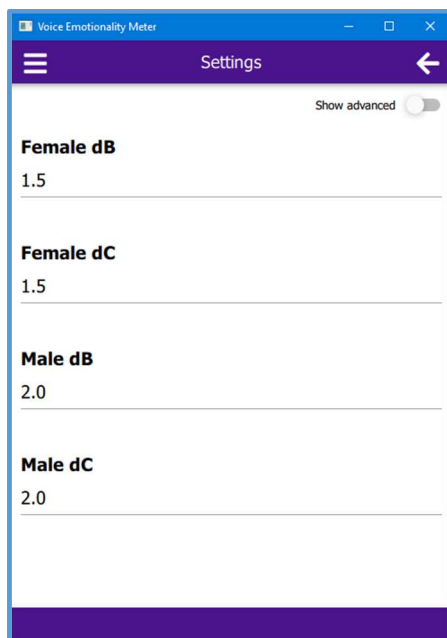 Voice Emotionality Meter
Settings
Show advanced
Female dB
1.5
Female dC
1.5
Male dB
2.0
Male dC
2.0